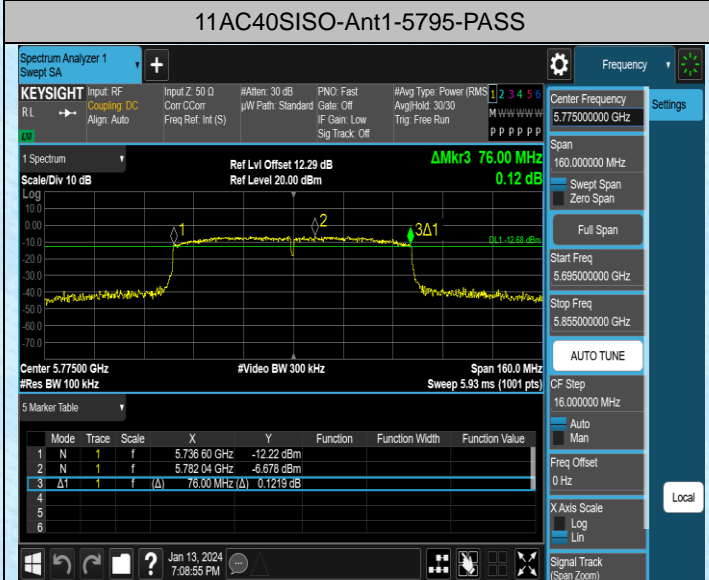 11AC40SISO-Ant1-5795-PASS
Spectrum Analyzer 1
Swept SA
Frequency
KEYSIGHT Input: RF Input Z: 50 Ω #Atten: 30 dB PNO: Fast #Avg Type: Power (RMS 1 2 3 4 5 6
RL Coupling: DC Corr CCorr µW Path: Standard Gate: Off Avg|Hold: 30/30 M W W W W W
Align: Auto Freq Ref: Int (S) IF Gain: Low Trig: Free Run
Sig Track: Off P P P P P P
LXI
Center Frequency
5.775000000 GHz
Settings
1 Spectrum
Ref Lvl Offset 12.29 dB
ΔMkr3 76.00 MHz
Scale/Div 10 dB Ref Level 20.00 dBm 0.12 dB
Log
10.0
0.00
-10.0
-20.0
-30.0
-40.0
-50.0
-60.0
-70.0
1
2
3Δ1
DL1 -12.68 dBm
Center 5.77500 GHz #Video BW 300 kHz Span 160.0 MHz
#Res BW 100 kHz Sweep 5.93 ms (1001 pts)
Span
160.000000 MHz
Swept Span
Zero Span
Full Span
Start Freq
5.695000000 GHz
Stop Freq
5.855000000 GHz
AUTO TUNE
CF Step
16.000000 MHz
Auto
Man
Freq Offset
0 Hz
X Axis Scale
Log
Lin
Signal Track
(Span Zoom)
Local
5 Marker Table
Mode Trace Scale X Y Function Function Width Function Value
1 N 1 f 5.736 60 GHz -12.22 dBm
2 N 1 f 5.782 04 GHz -6.678 dBm
3 Δ1 1 f (Δ) 76.00 MHz (Δ) 0.1219 dB
4
5
6
? Jan 13, 2024
7:08:55 PM